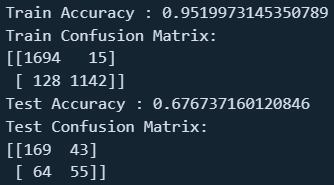 Train Accuracy : 0.9519973145350789
Train Confusion Matrix:
[[1694   15]
 [ 128 1142]]
Test Accuracy : 0.676737160120846
Test Confusion Matrix:
[[169  43]
 [ 64  55]]